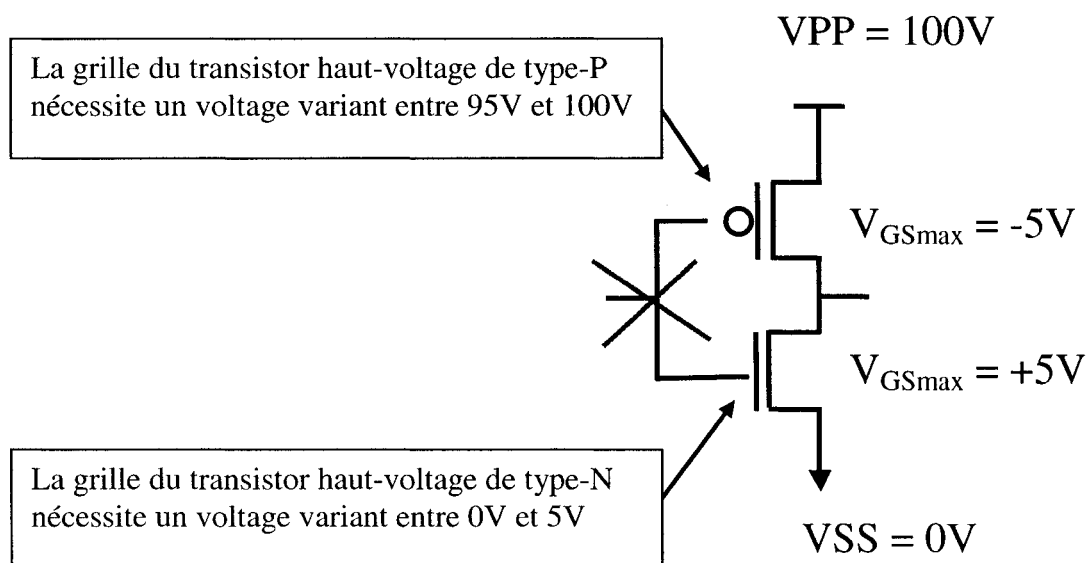 VPP = 100V
La grille du transistor haut-voltage de type-P
nécessite un voltage variant entre 95V et 100V
V_GSmax = -5V
V_GSmax = +5V
La grille du transistor haut-voltage de type-N
nécessite un voltage variant entre 0V et 5V
VSS = 0V